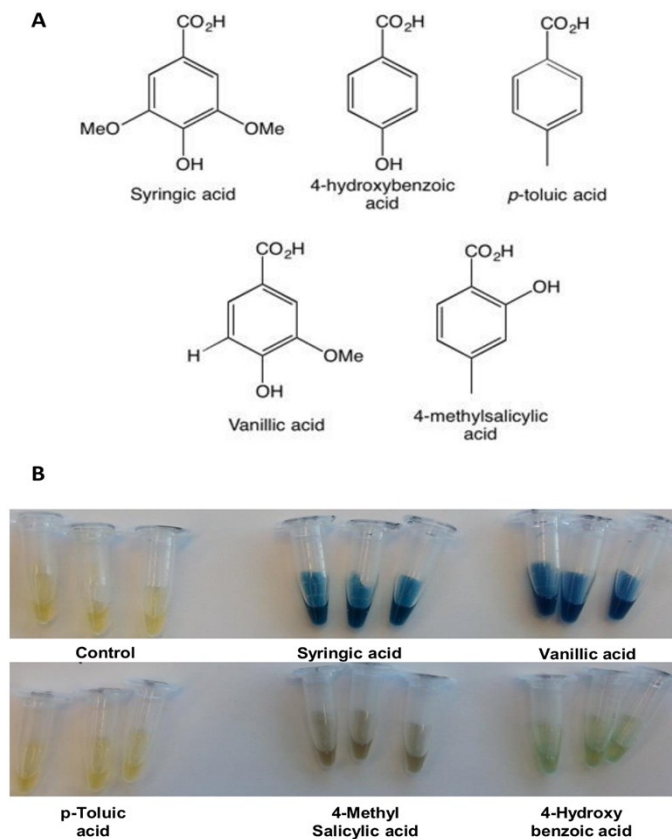 A
CO₂H
CO₂H
CO₂H
MeO
OMe
OH
OH
Syringic acid
4-hydroxybenzoic
acid
p-toluic acid
CO₂H
CO₂H
OH
H
OMe
OH
Vanillic acid
4-methylsalicylic
acid
B
Control
Syringic acid
Vanillic acid
p-Toluic
acid
4-Methyl
Salicylic acid
4-Hydroxy
benzoic acid